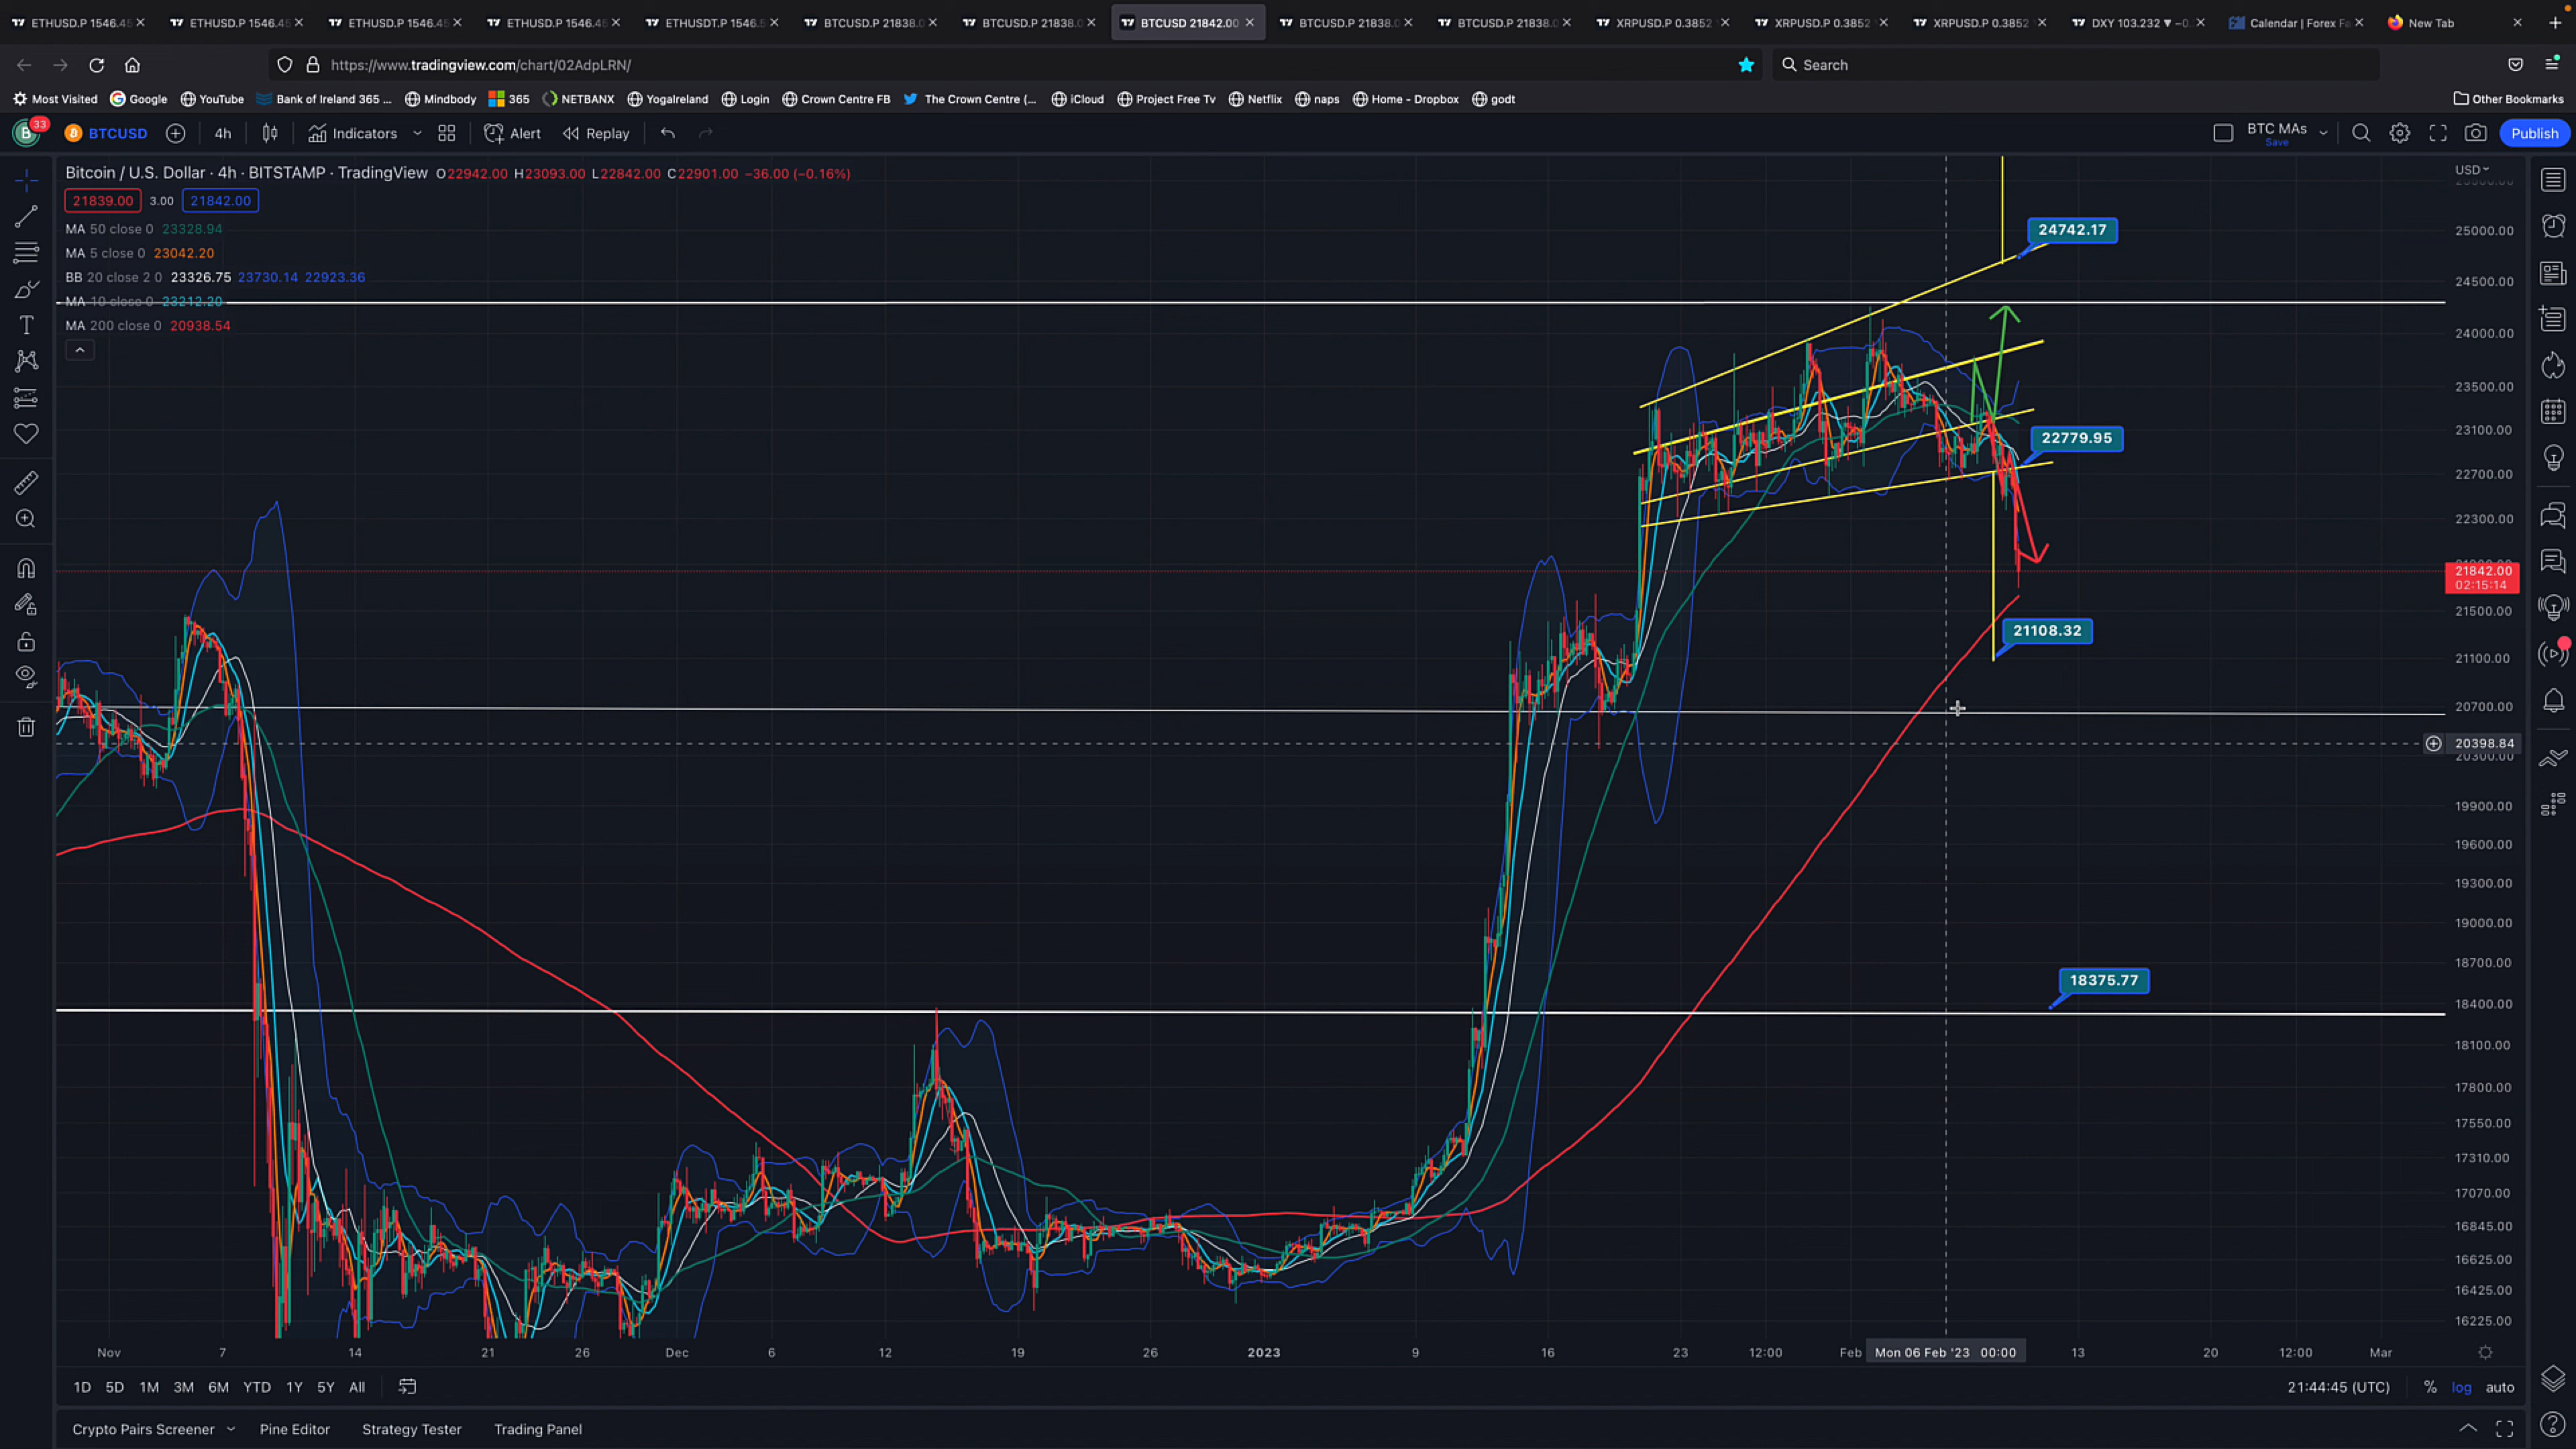 ETHUSD.P 1546.45
ETHUSD.P 1546.45
ETHUSD.P 1546.45
ETHUSD.P 1546.45
ETHUSDT.P 1546.5
BTCUSD.P 21838.0
BTCUSD.P 21838.0
BTCUSD 21842.00
BTCUSD.P 21838.0
BTCUSD.P 21838.0
XRPUSD.P 0.3852
XRPUSD.P 0.3852
XRPUSD.P 0.3852
DXY 103.232 ▼ −0.
Calendar | Forex Fa
New Tab
https://www.tradingview.com/chart/02AdpLRN/
Search
Most Visited
Google
YouTube
Bank of Ireland 365 ...
Mindbody
365
NETBANX
YogaIreland
Login
Crown Centre FB
The Crown Centre (...
iCloud
Project Free Tv
Netflix
naps
Home - Dropbox
godt
Other Bookmarks
B 33
BTCUSD
4h
Indicators
Alert
Replay
BTC MAs
Save
Publish
Bitcoin / U.S. Dollar · 4h · BITSTAMP · TradingView O22942.00 H23093.00 L22842.00 C22901.00 −36.00 (−0.16%)
21839.00 3.00 21842.00
MA 50 close 0 23328.94
MA 5 close 0 23042.20
BB 20 close 2 0 23326.75 23730.14 22923.36
MA 10 close 0 23212.20
MA 200 close 0 20938.54
USD
25000.00
24500.00
24000.00
23500.00
23100.00
22700.00
22300.00
21842.00
02:15:14
21500.00
21100.00
20700.00
20398.84
20300.00
19900.00
19600.00
19300.00
19000.00
18700.00
18400.00
18100.00
17800.00
17550.00
17310.00
17070.00
16845.00
16625.00
16425.00
16225.00
24742.17
22779.95
21108.32
18375.77
Nov 7 14 21 26 Dec 6 12 19 26 2023 9 16 23 12:00 Feb Mon 06 Feb '23 00:00 13 20 12:00 Mar
1D 5D 1M 3M 6M YTD 1Y 5Y All
21:44:45 (UTC) % log auto
Crypto Pairs Screener
Pine Editor
Strategy Tester
Trading Panel